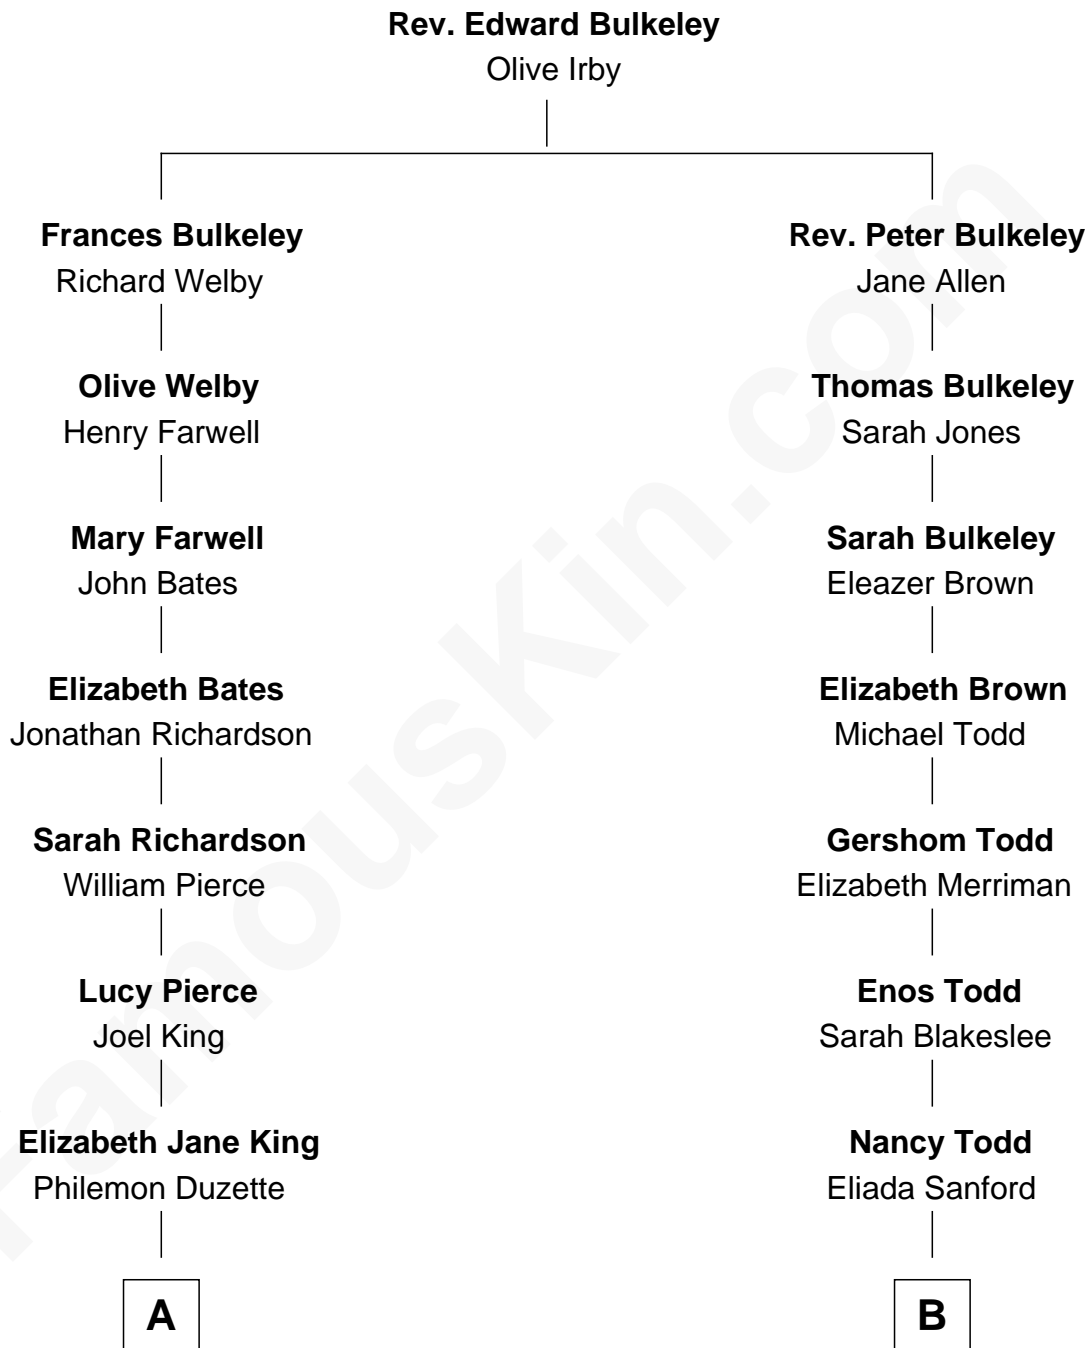 Rev. Edward Bulkeley
Olive Irby
Frances Bulkeley
Richard Welby
Rev. Peter Bulkeley
Jane Allen
Olive Welby
Henry Farwell
Thomas Bulkeley
Sarah Jones
Mary Farwell
John Bates
Sarah Bulkeley
Eleazer Brown
Elizabeth Bates
Jonathan Richardson
Elizabeth Brown
Michael Todd
Sarah Richardson
William Pierce
Gershom Todd
Elizabeth Merriman
Lucy Pierce
Joel King
Enos Todd
Sarah Blakeslee
Elizabeth Jane King
Philemon Duzette
Nancy Todd
Eliada Sanford
A
B
FamousKin.com